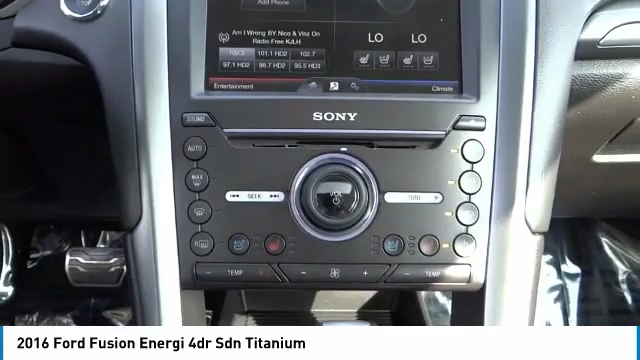 STOP
Add Phone
Am I Wrong BY Nico & Vinz On
Radio Free KJLH
LO LO
102.3 101.1 HD2 102.7
97.1 HD2 98.7 HD2 95.5 HD3
Entertainment Climate
SONY
SOUND
AUTO
MAX
R
SEEK
VOL
TUNE +
- TEMP + - + - TEMP +
2016 Ford Fusion Energi 4dr Sdn Titanium